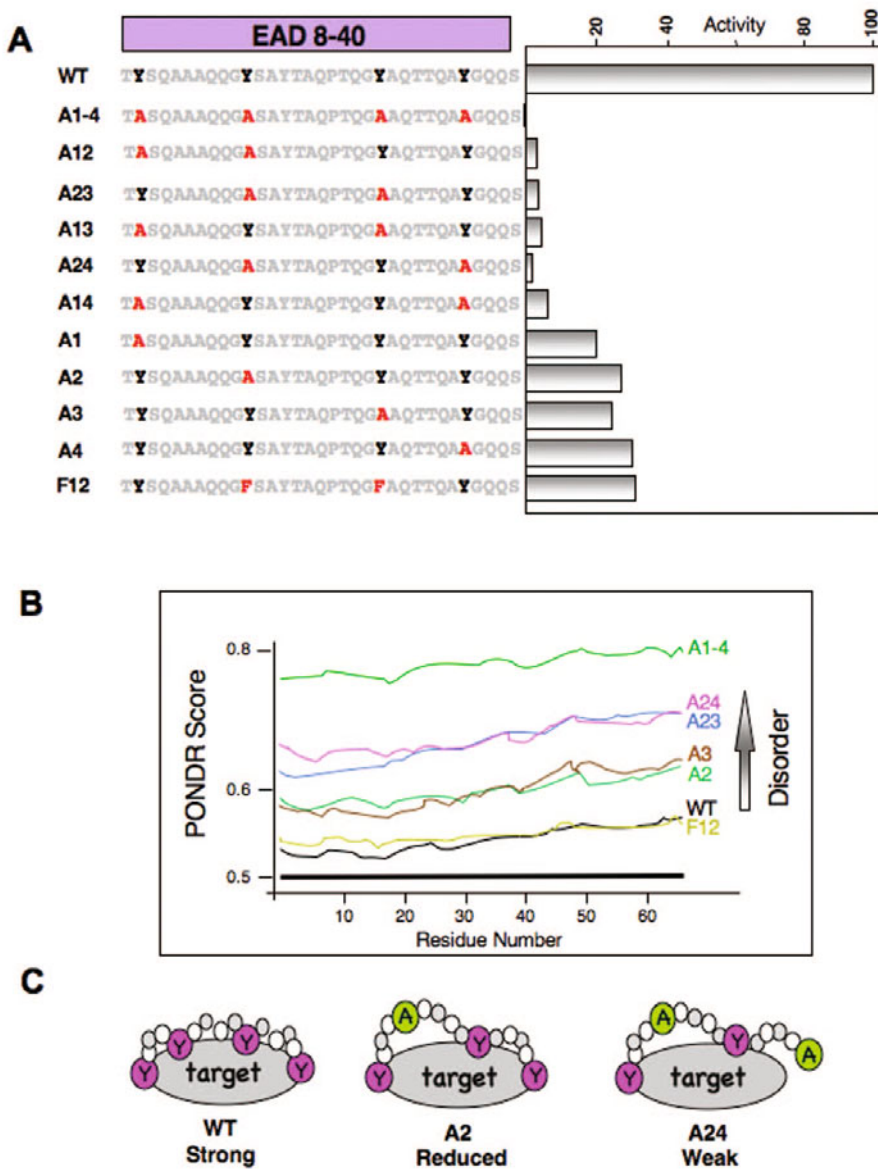 A
EAD 8-40
Activity
20 40 60 80 100
WT TYSQAAAQQGYSAYTAQPTQGYAQTTQAYGQQS
A1-4 TASQAAAQQGASAYTAQPTQGAAQTTQAAGQQS
A12 TASQAAAQQGASAYTAQPTQGYAQTTQAYGQQS
A23 TYSQAAAQQGASAYTAQPTQGAAQTTQAYGQQS
A13 TASQAAAQQGYSAYTAQPTQGAAQTTQAYGQQS
A24 TYSQAAAQQGASAYTAQPTQGYAQTTQAAGQQS
A14 TASQAAAQQGYSAYTAQPTQGYAQTTQAAGQQS
A1 TASQAAAQQGYSAYTAQPTQGYAQTTQAYGQQS
A2 TYSQAAAQQGASAYTAQPTQGYAQTTQAYGQQS
A3 TYSQAAAQQGYSAYTAQPTQGAAQTTQAYGQQS
A4 TYSQAAAQQGYSAYTAQPTQGYAQTTQAAGQQS
F12 TYSQAAAQQGFSAYTAQPTQGFAQTTQAYGQQS
B
PONDR Score
0.8
0.6
0.5
A1-4
A24
A23
A3
A2
WT
F12
Disorder
10 20 30 40 50 60
Residue Number
C
Y Y Y Y
target
WT
Strong
Y A Y Y
target
A2
Reduced
Y A Y A
target
A24
Weak